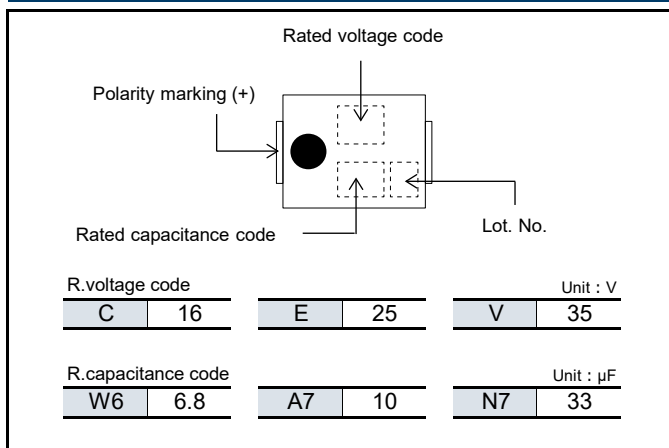 Rated voltage code
Polarity marking (+)
Rated capacitance code
Lot. No.
R.voltage code Unit : V
C 16 E 25 V 35
R.capacitance code Unit : µF
W6 6.8 A7 10 N7 33